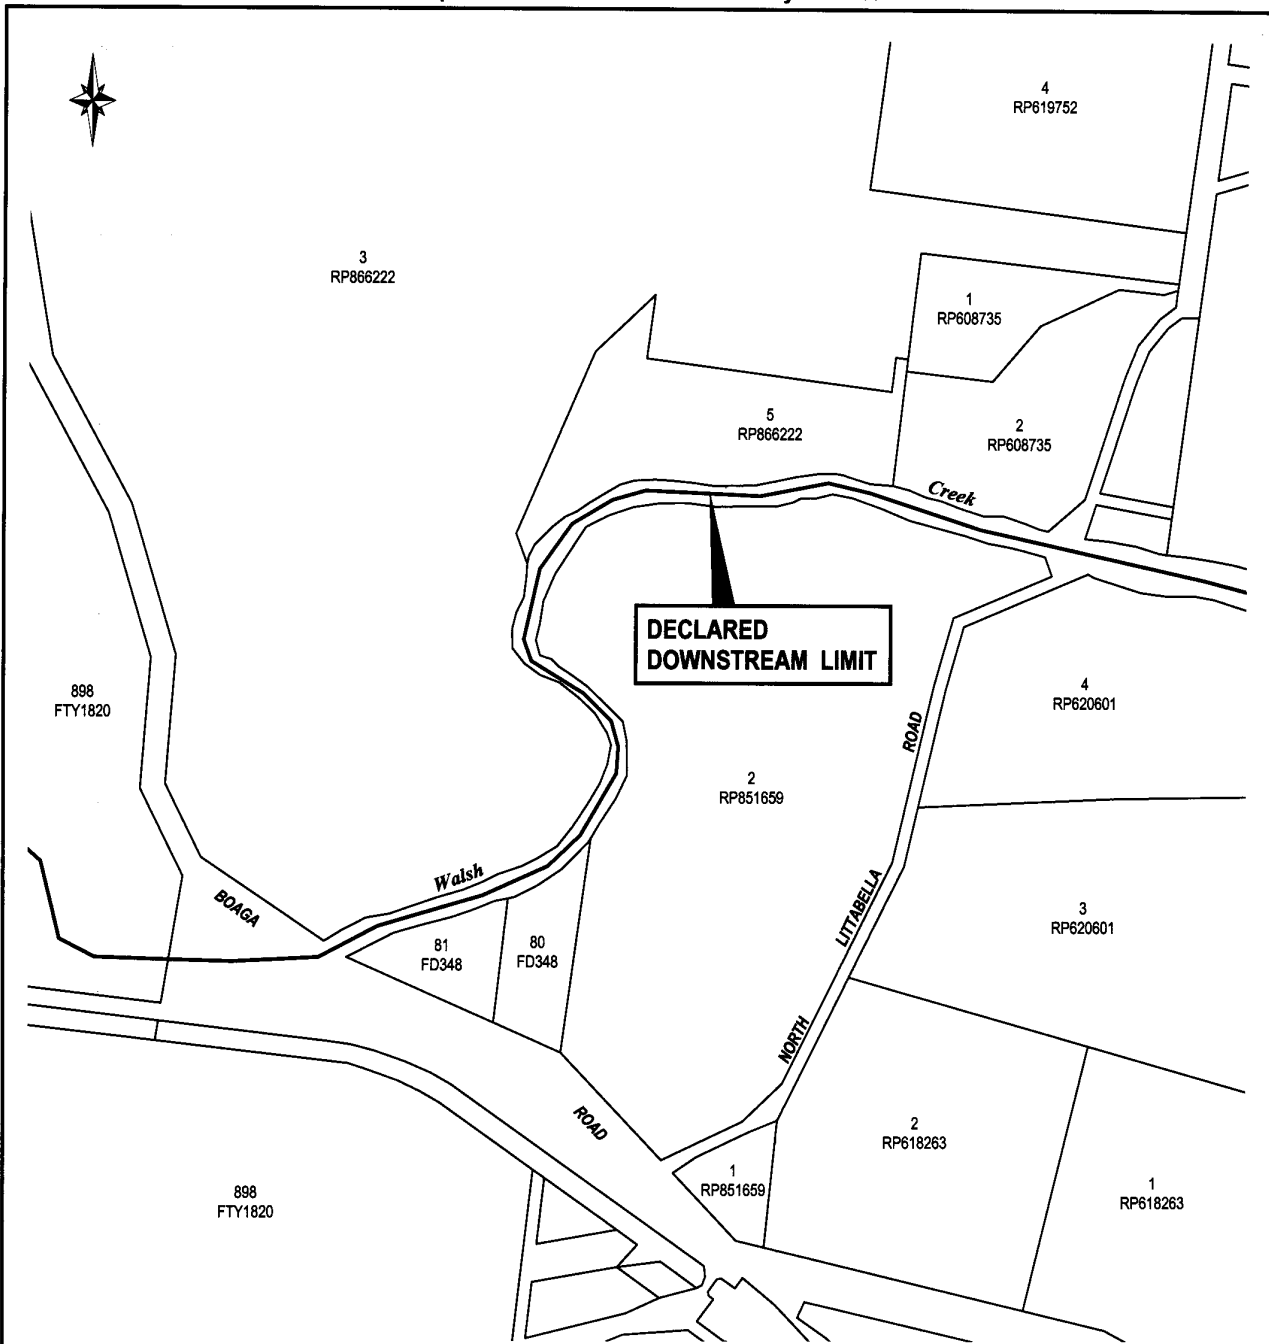 4
RP619752
3
RP866222
1
RP608735
5
RP866222
2
RP608735
Creek
DECLARED
DOWNSTREAM LIMIT
898
FTY1820
4
RP620601
ROAD
2
RP851659
Walsh
BOAGA
LITTABELLA
3
RP620601
81
FD348
80
FD348
NORTH
ROAD
2
RP618263
1
RP851659
1
RP618263
898
FTY1820